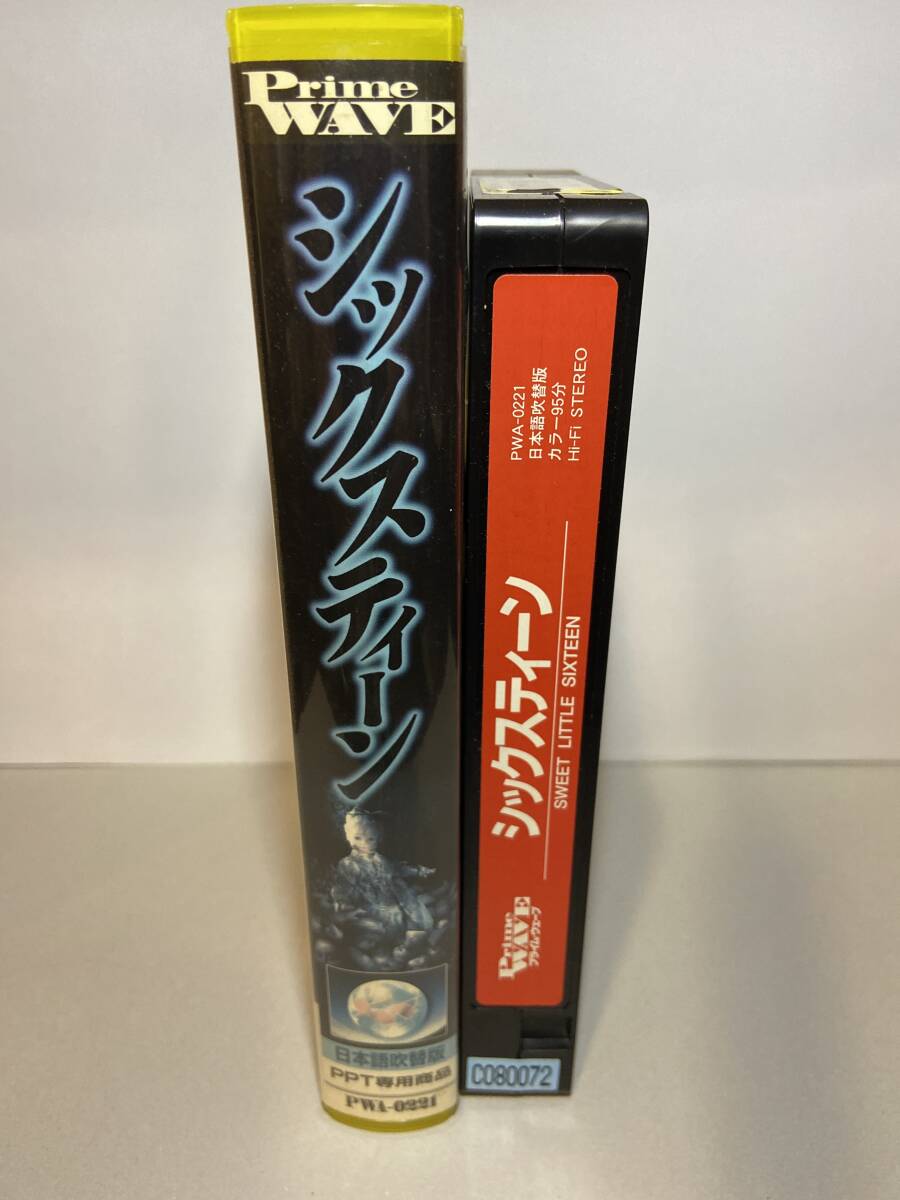 Prime
WAVE
シックスティーン
日本語吹替版
PPT専用商品
PWA-0221
PWA-0221
日本語吹替版
カラー95分
Hi-Fi STEREO
シックスティーン
SWEET LITTLE SIXTEEN
Prime
WAVE
プライム・ウェーブ
C080072